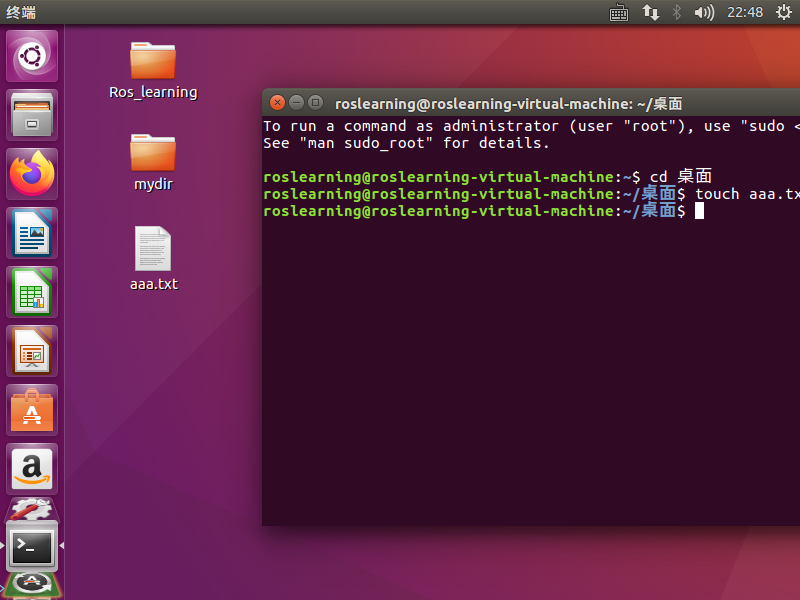 终端
22:48
Ros_learning
mydir
aaa.txt
roslearning@roslearning-virtual-machine: ~/桌面
To run a command as administrator (user "root"), use "sudo <
See "man sudo_root" for details.
roslearning@roslearning-virtual-machine:~$ cd 桌面
roslearning@roslearning-virtual-machine:~/桌面$ touch aaa.tx
roslearning@roslearning-virtual-machine:~/桌面$